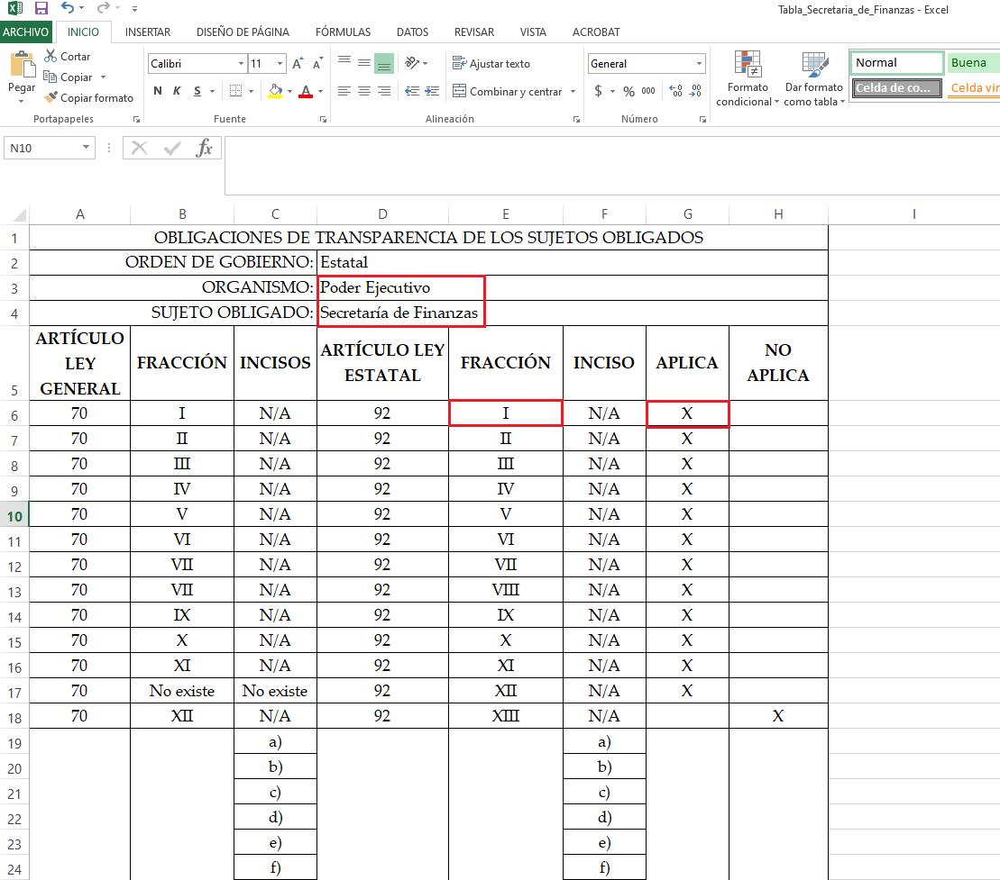 Tabla_Secretaria_de_Finanzas - Excel
ARCHIVO INICIO INSERTAR DISEÑO DE PÁGINA FÓRMULAS DATOS REVISAR VISTA ACROBAT
Pegar
Cortar
Copiar
Copiar formato
Portapapeles
Calibri 11
N K S
Fuente
Ajustar texto
Combinar y centrar
Alineación
General
$ % 000
Número
Formato condicional
Dar formato como tabla
Normal Buena
Celda de co... Celda vin
N10 fx
A B C D E F G H I
1 OBLIGACIONES DE TRANSPARENCIA DE LOS SUJETOS OBLIGADOS
2 ORDEN DE GOBIERNO: Estatal
3 ORGANISMO: Poder Ejecutivo
4 SUJETO OBLIGADO: Secretaría de Finanzas
5 ARTÍCULO LEY GENERAL FRACCIÓN INCISOS ARTÍCULO LEY ESTATAL FRACCIÓN INCISO APLICA NO APLICA
6 70 I N/A 92 I N/A X
7 70 II N/A 92 II N/A X
8 70 III N/A 92 III N/A X
9 70 IV N/A 92 IV N/A X
10 70 V N/A 92 V N/A X
11 70 VI N/A 92 VI N/A X
12 70 VII N/A 92 VII N/A X
13 70 VII N/A 92 VIII N/A X
14 70 IX N/A 92 IX N/A X
15 70 X N/A 92 X N/A X
16 70 XI N/A 92 XI N/A X
17 70 No existe No existe 92 XII N/A X
18 70 XII N/A 92 XIII N/A X
19 a) a)
20 b) b)
21 c) c)
22 d) d)
23 e) e)
24 f) f)